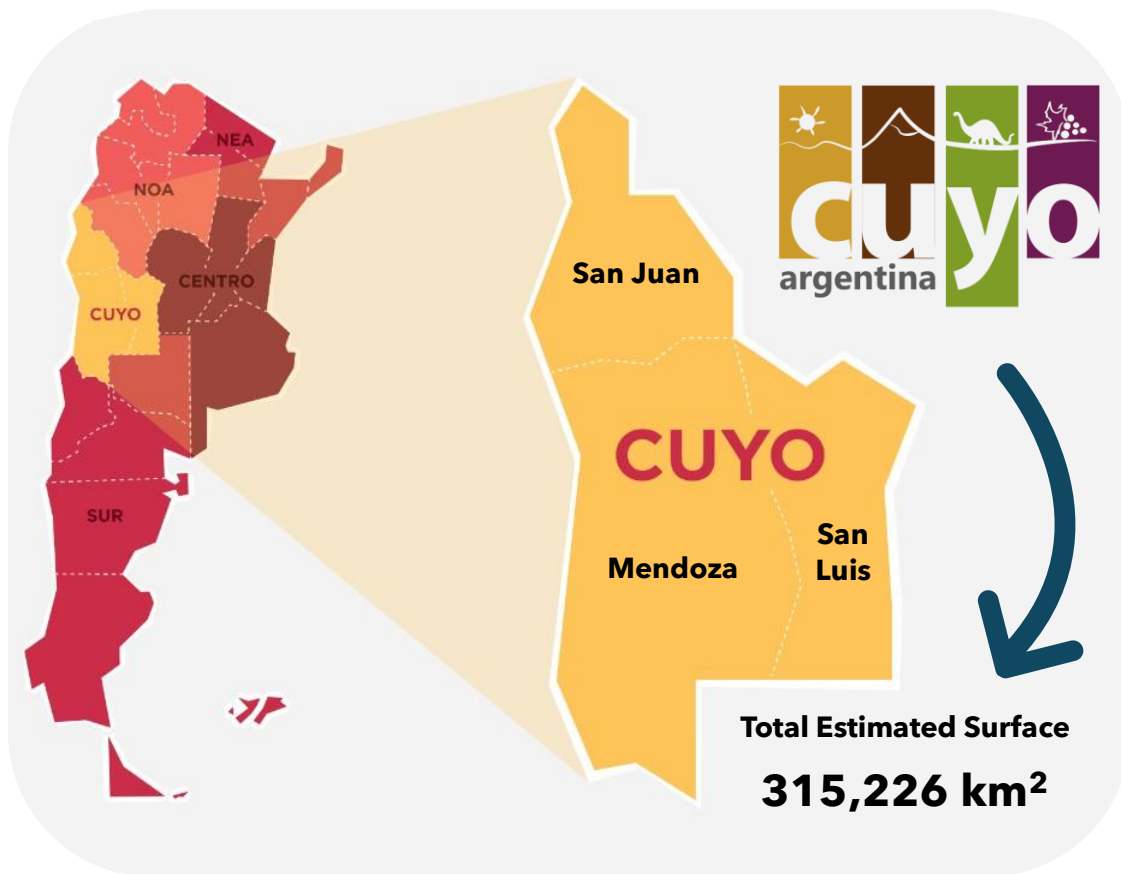 NEA
NOA
CENTRO
CUYO
SUR
San Juan
CUYO
Mendoza
San
Luis
cuyo
argentina
Total Estimated Surface
315,226 km²